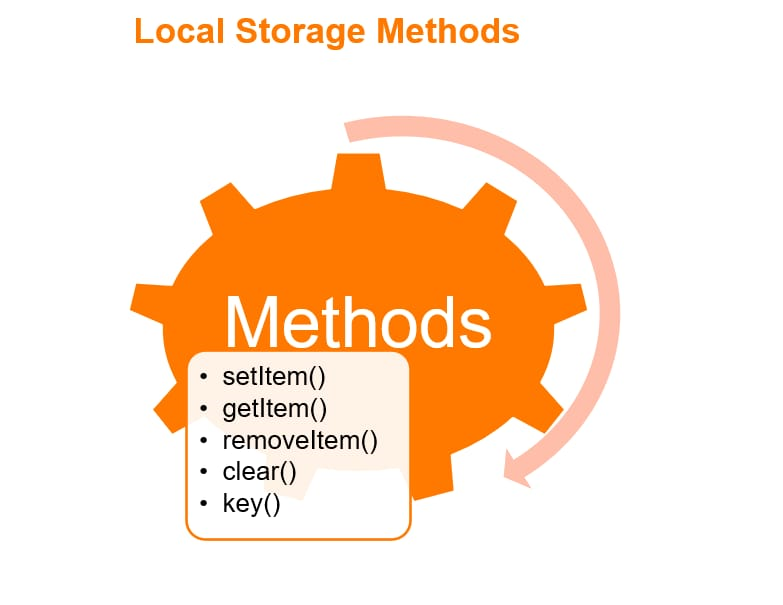 Local Storage Methods
Methods
• setItem()
• getItem()
• removeItem()
• clear()
• key()